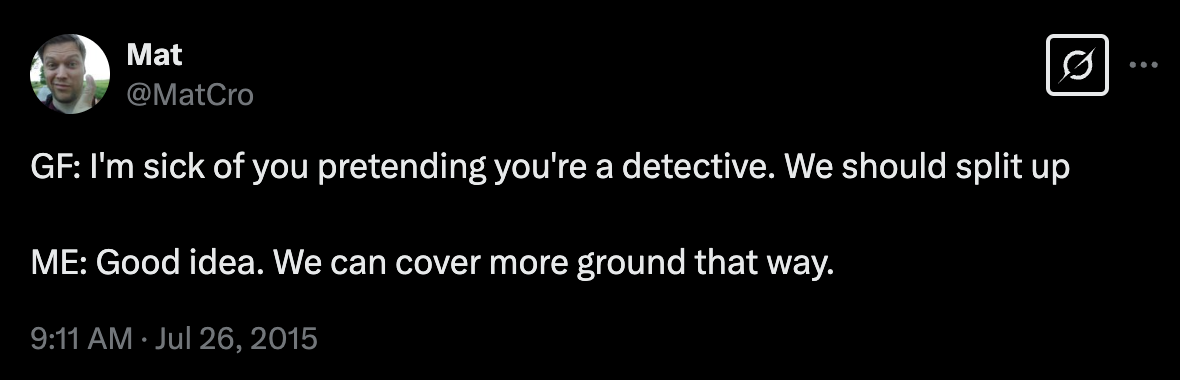 Mat
@MatCro
GF: I'm sick of you pretending you're a detective. We should split up
ME: Good idea. We can cover more ground that way.
9:11 AM · Jul 26, 2015